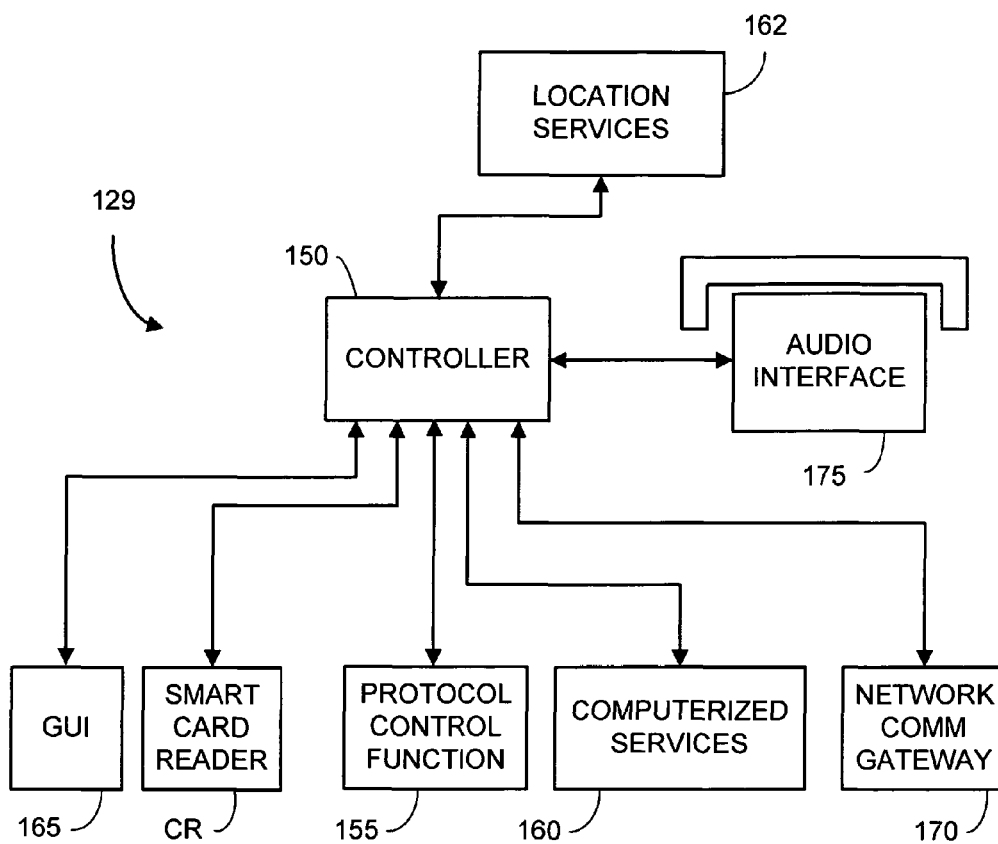 162
LOCATION
SERVICES
129
150
CONTROLLER
AUDIO
INTERFACE
175
GUI
SMART
CARD
READER
PROTOCOL
CONTROL
FUNCTION
COMPUTERIZED
SERVICES
NETWORK
COMM
GATEWAY
165
CR
155
160
170